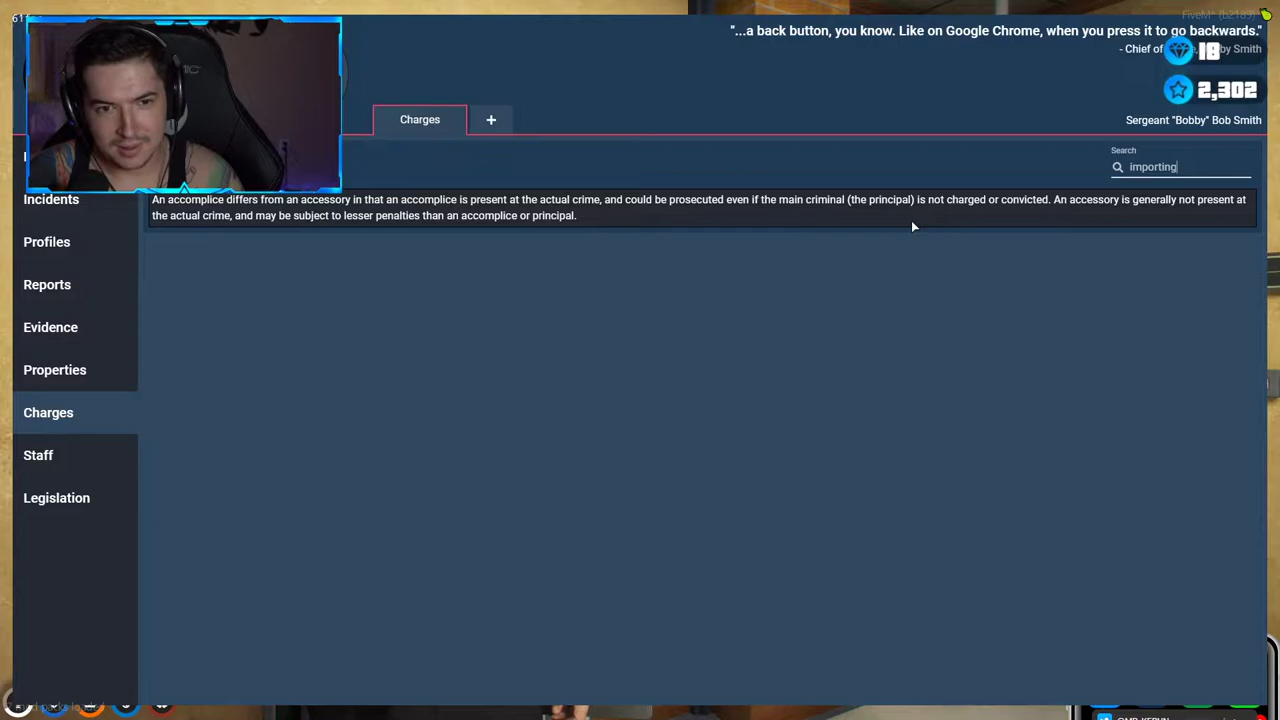 FiveM* (b2189)
"...a back button, you know. Like on Google Chrome, when you press it to go backwards."
- Chief of
by Smith
18
2,302
Sergeant "Bobby" Bob Smith
Charges
+
Search
importing
An accomplice differs from an accessory in that an accomplice is present at the actual crime, and could be prosecuted even if the main criminal (the principal) is not charged or convicted. An accessory is generally not present at
the actual crime, and may be subject to lesser penalties than an accomplice or principal.
Incidents
Profiles
Reports
Evidence
Properties
Charges
Staff
Legislation